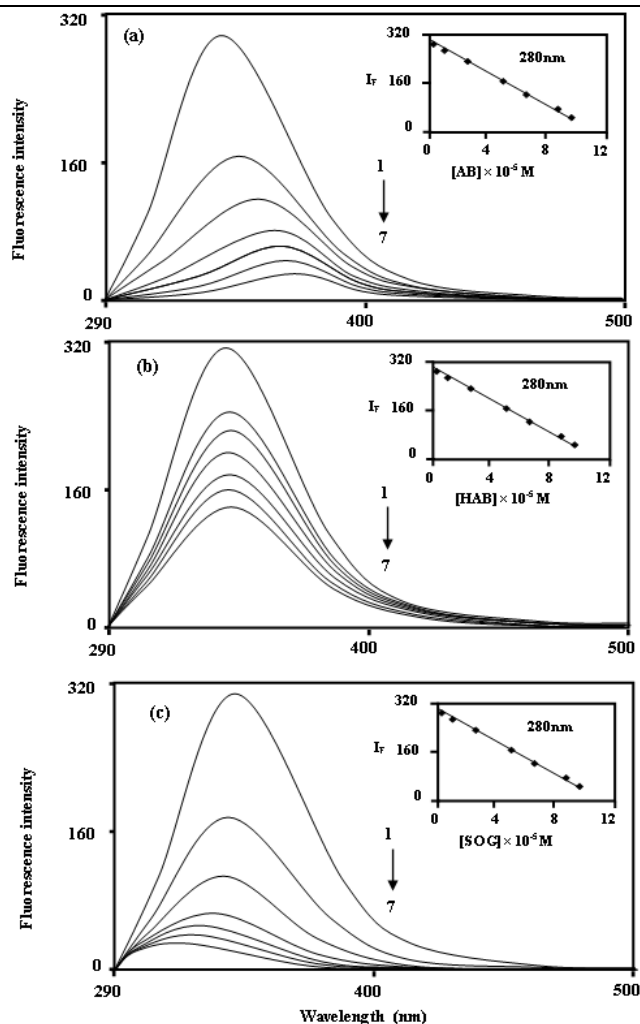 320
(a)
320
280nm
I_F
160
0
0 4 8 12
[AB] × 10⁻⁵ M
Fluorescence intensity
160
1
7
0
290 400 500
320
(b)
320
280nm
I_F
160
0
0 4 8 12
[HAB] × 10⁻⁵ M
Fluorescence intensity
160
1
7
0
290 400 500
320
(c)
320
280nm
I_F
160
0
0 4 8 12
[SOG] × 10⁻⁵ M
Fluorescence intensity
160
1
7
0
290 400 500
Wavelength (nm)